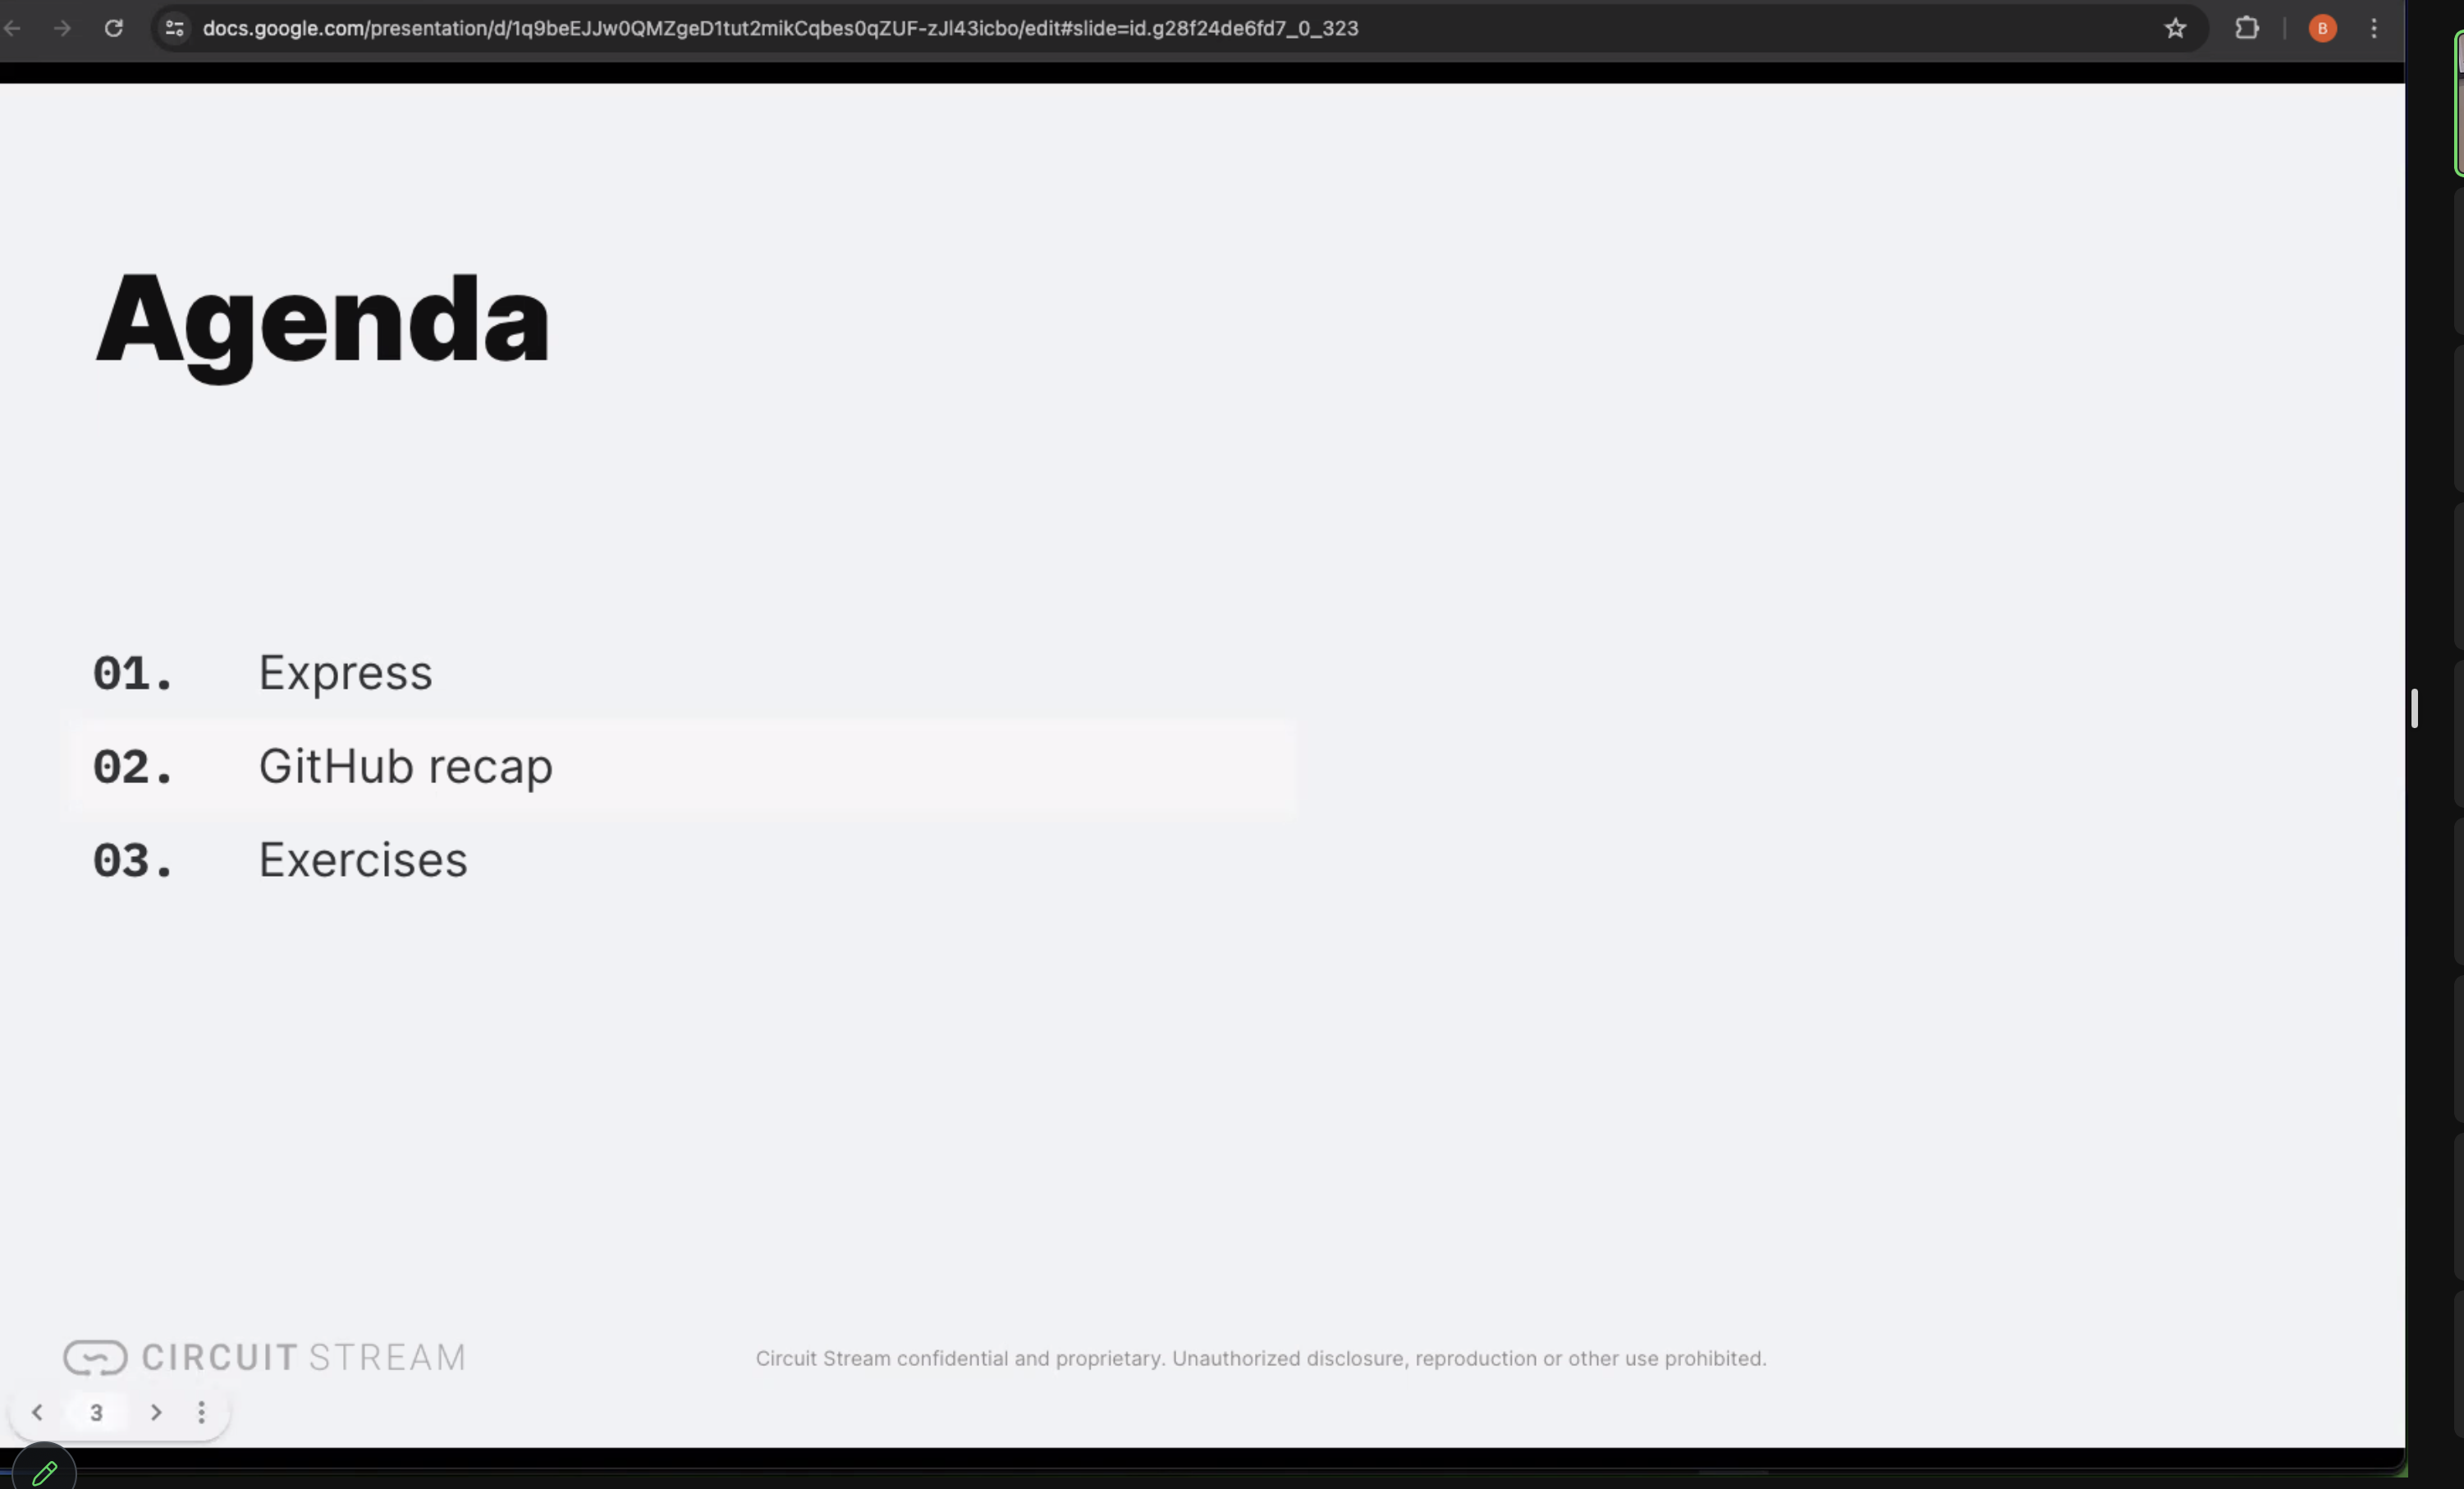 docs.google.com/presentation/d/1q9beEJJw0QMZgeD1tut2mikCqbes0qZUF-zJl43icbo/edit#slide=id.g28f24de6fd7_0_323
B
Agenda
01. Express
02. GitHub recap
03. Exercises
CIRCUIT STREAM
Circuit Stream confidential and proprietary. Unauthorized disclosure, reproduction or other use prohibited.
3